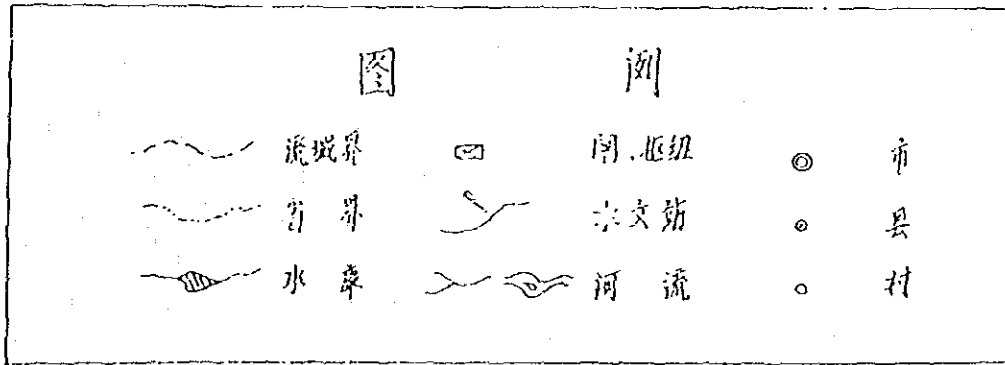 图 例
流域界 闸、枢纽 市
省界 水文站 县
水库 河流 村